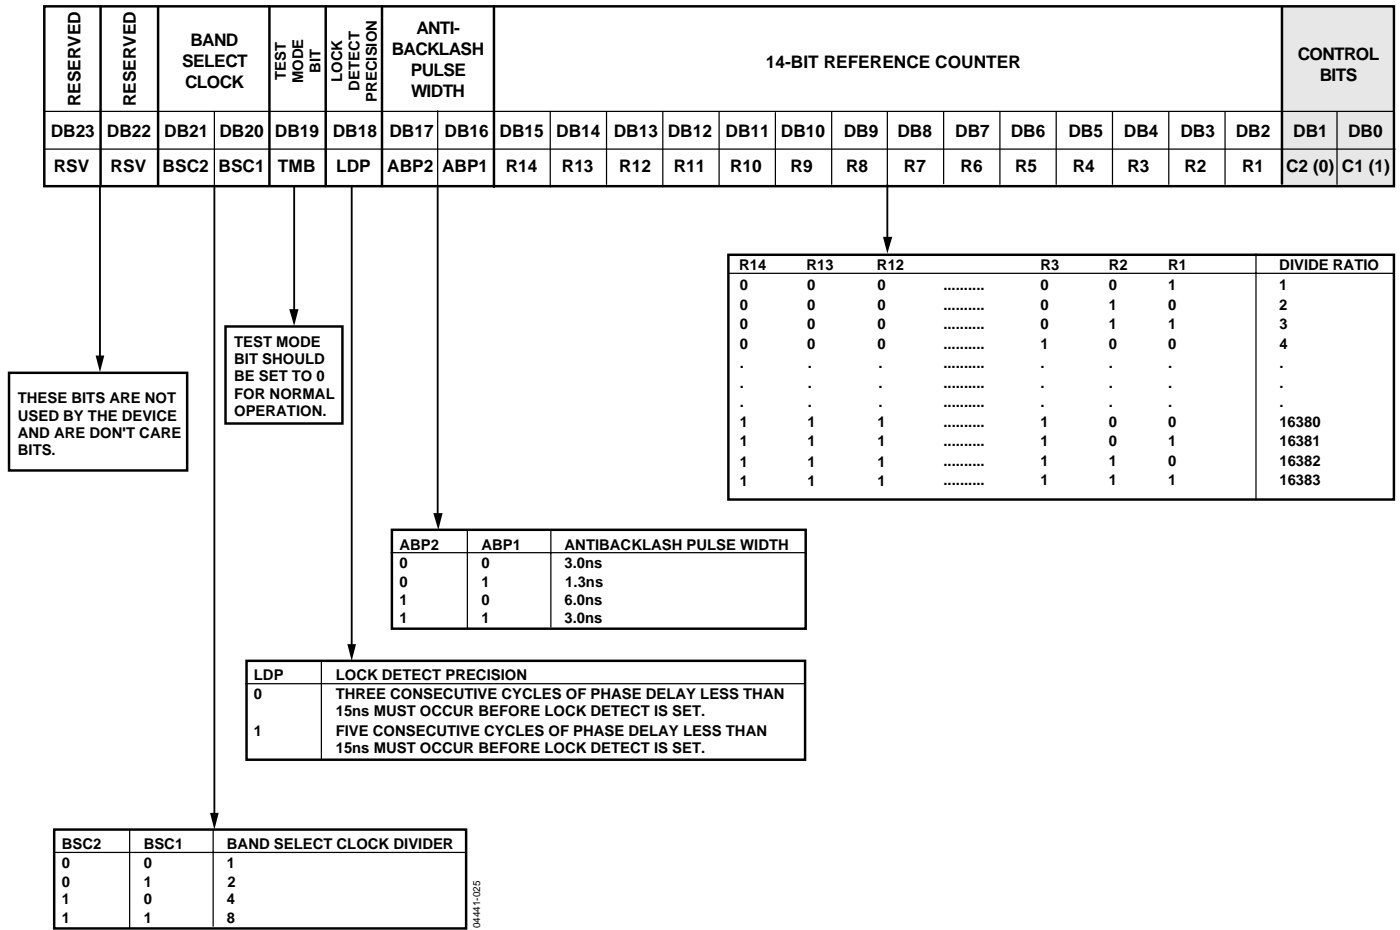 RESERVED
RESERVED
BAND
SELECT
CLOCK
TEST
MODE
BIT
LOCK
DETECT
PRECISION
ANTI-
BACKLASH
PULSE
WIDTH
14-BIT REFERENCE COUNTER
CONTROL
BITS
DB23 DB22 DB21 DB20 DB19 DB18 DB17 DB16 DB15 DB14 DB13 DB12 DB11 DB10 DB9 DB8 DB7 DB6 DB5 DB4 DB3 DB2 DB1 DB0
RSV RSV BSC2 BSC1 TMB LDP ABP2 ABP1 R14 R13 R12 R11 R10 R9 R8 R7 R6 R5 R4 R3 R2 R1 C2 (0) C1 (1)
R14 R13 R12 R3 R2 R1 DIVIDE RATIO
0 0 0 .......... 0 0 1 1
0 0 0 .......... 0 1 0 2
0 0 0 .......... 0 1 1 3
0 0 0 .......... 1 0 0 4
. . . .......... . . . .
. . . .......... . . . .
. . . .......... . . . .
1 1 1 .......... 1 0 0 16380
1 1 1 .......... 1 0 1 16381
1 1 1 .......... 1 1 0 16382
1 1 1 .......... 1 1 1 16383
TEST MODE
BIT SHOULD
BE SET TO 0
FOR NORMAL
OPERATION.
THESE BITS ARE NOT
USED BY THE DEVICE
AND ARE DON'T CARE
BITS.
ABP2 ABP1 ANTIBACKLASH PULSE WIDTH
0 0 3.0ns
0 1 1.3ns
1 0 6.0ns
1 1 3.0ns
LDP LOCK DETECT PRECISION
0 THREE CONSECUTIVE CYCLES OF PHASE DELAY LESS THAN
15ns MUST OCCUR BEFORE LOCK DETECT IS SET.
1 FIVE CONSECUTIVE CYCLES OF PHASE DELAY LESS THAN
15ns MUST OCCUR BEFORE LOCK DETECT IS SET.
BSC2 BSC1 BAND SELECT CLOCK DIVIDER
0 0 1
0 1 2
1 0 4
1 1 8
04441-025